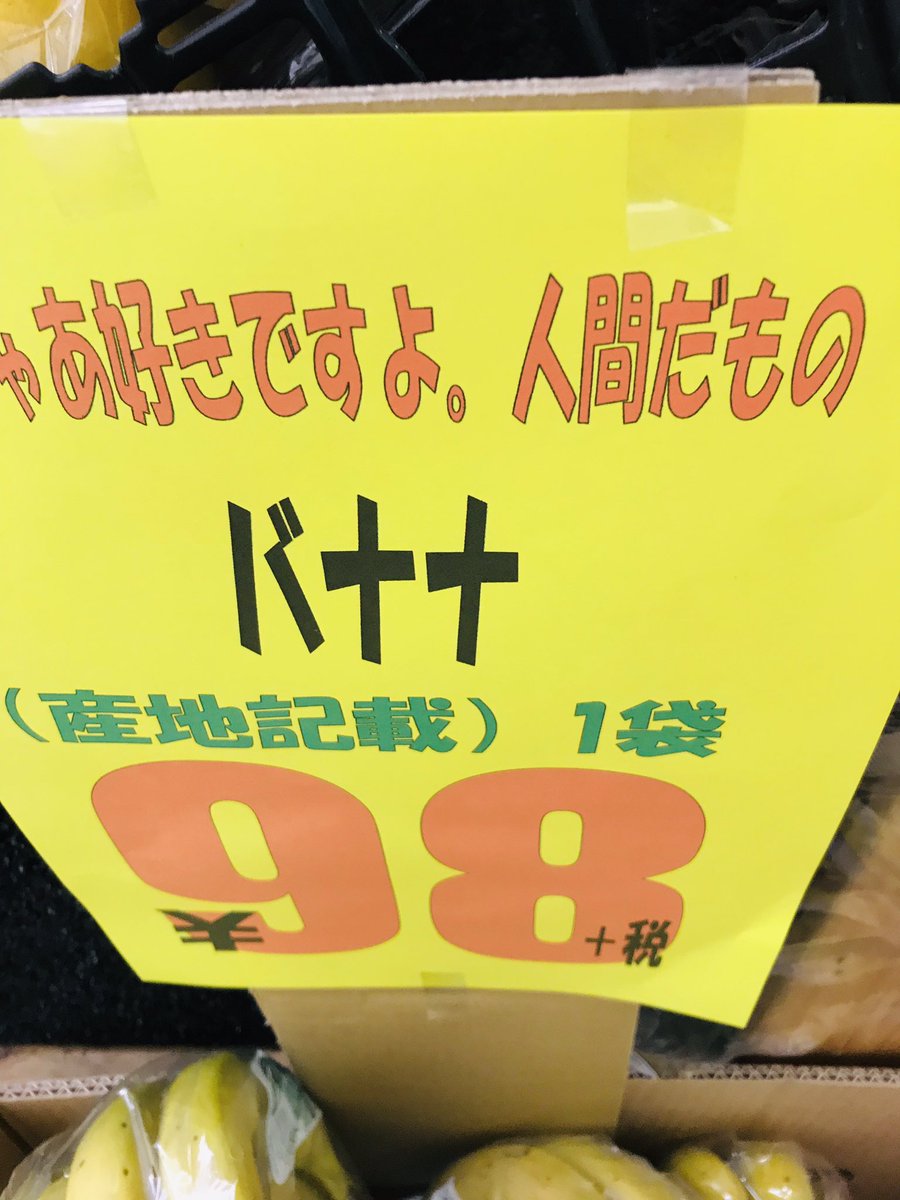 ゃあ好きですよ。人間だもの
バナナ
（産地記載） 1袋
98
+税